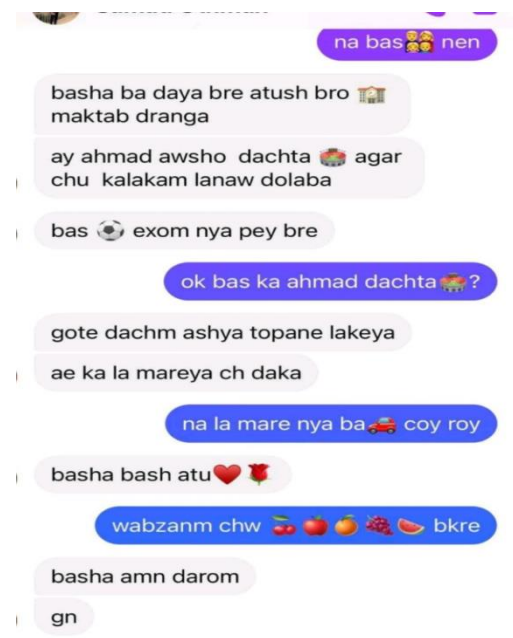 na bas👨‍👩‍👧‍👦 nen
basha ba daya bre atush bro 🏫
maktab dranga
ay ahmad awsho dachta 🏟️ agar
chu kalakam lanaw dolaba
bas ⚽ exom nya pey bre
ok bas ka ahmad dachta🏟️?
gote dachm ashya topane lakeya
ae ka la mareya ch daka
na la mare nya ba🚗 coy roy
basha bash atu❤️🌹
wabzanm chw 🍒🍎🍊🍇🍉 bkre
basha amn darom
gn